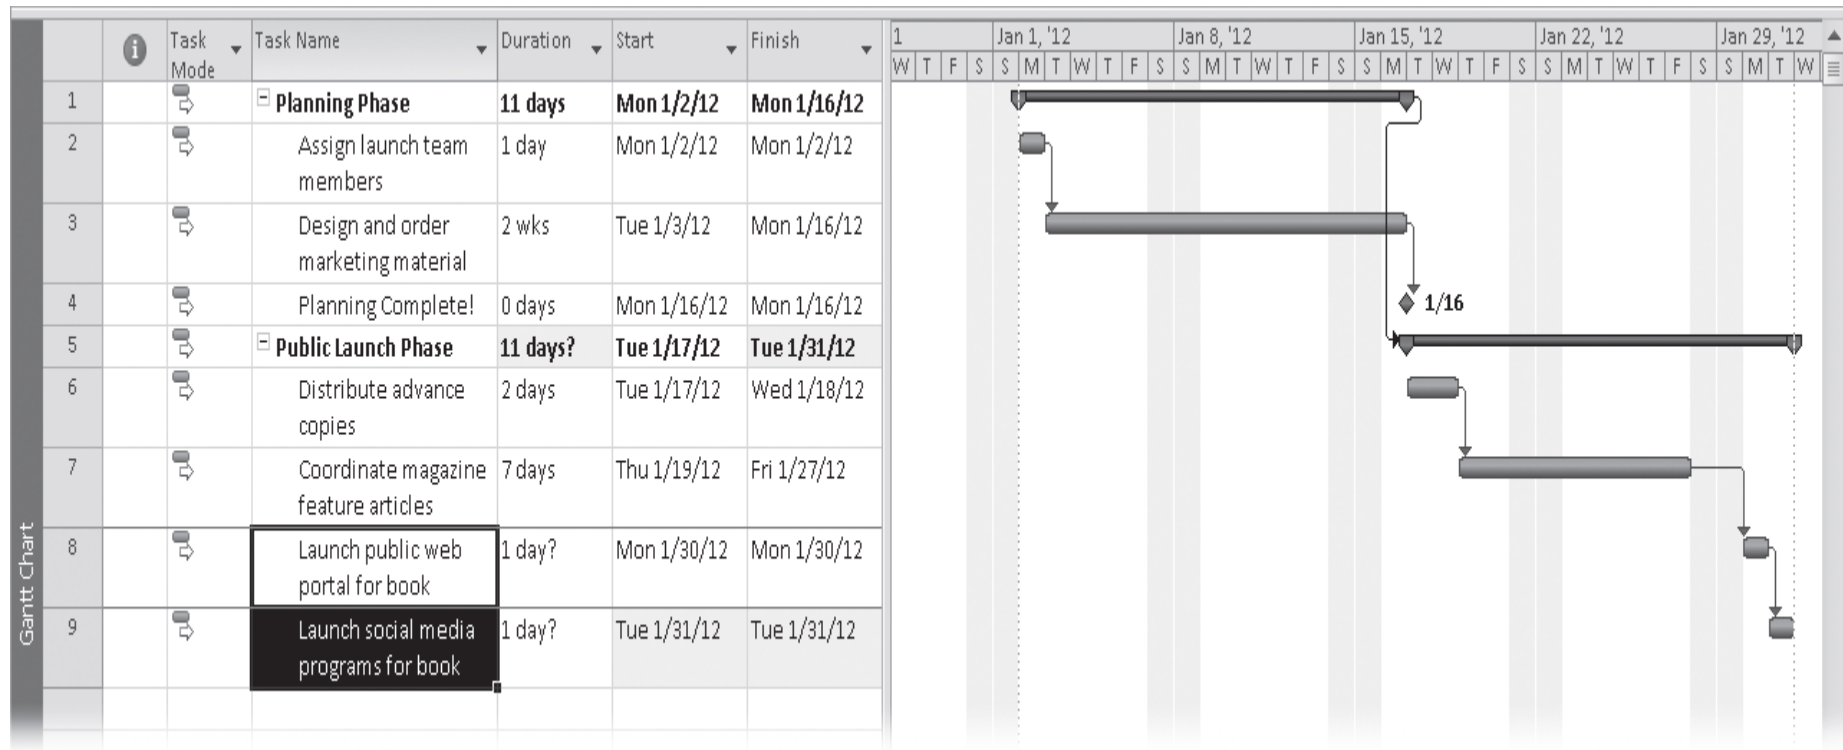 Task Mode Task Name Duration Start Finish
1 Jan 1, '12 Jan 8, '12 Jan 15, '12 Jan 22, '12 Jan 29, '12
W T F S S M T W T F S S M T W T F S S M T W T F S S M T W T F S S M T W
1 Planning Phase 11 days Mon 1/2/12 Mon 1/16/12
2 Assign launch team members 1 day Mon 1/2/12 Mon 1/2/12
3 Design and order marketing material 2 wks Tue 1/3/12 Mon 1/16/12
4 Planning Complete! 0 days Mon 1/16/12 Mon 1/16/12
1/16
5 Public Launch Phase 11 days? Tue 1/17/12 Tue 1/31/12
6 Distribute advance copies 2 days Tue 1/17/12 Wed 1/18/12
7 Coordinate magazine feature articles 7 days Thu 1/19/12 Fri 1/27/12
8 Launch public web portal for book 1 day? Mon 1/30/12 Mon 1/30/12
9 Launch social media programs for book 1 day? Tue 1/31/12 Tue 1/31/12
Gantt Chart